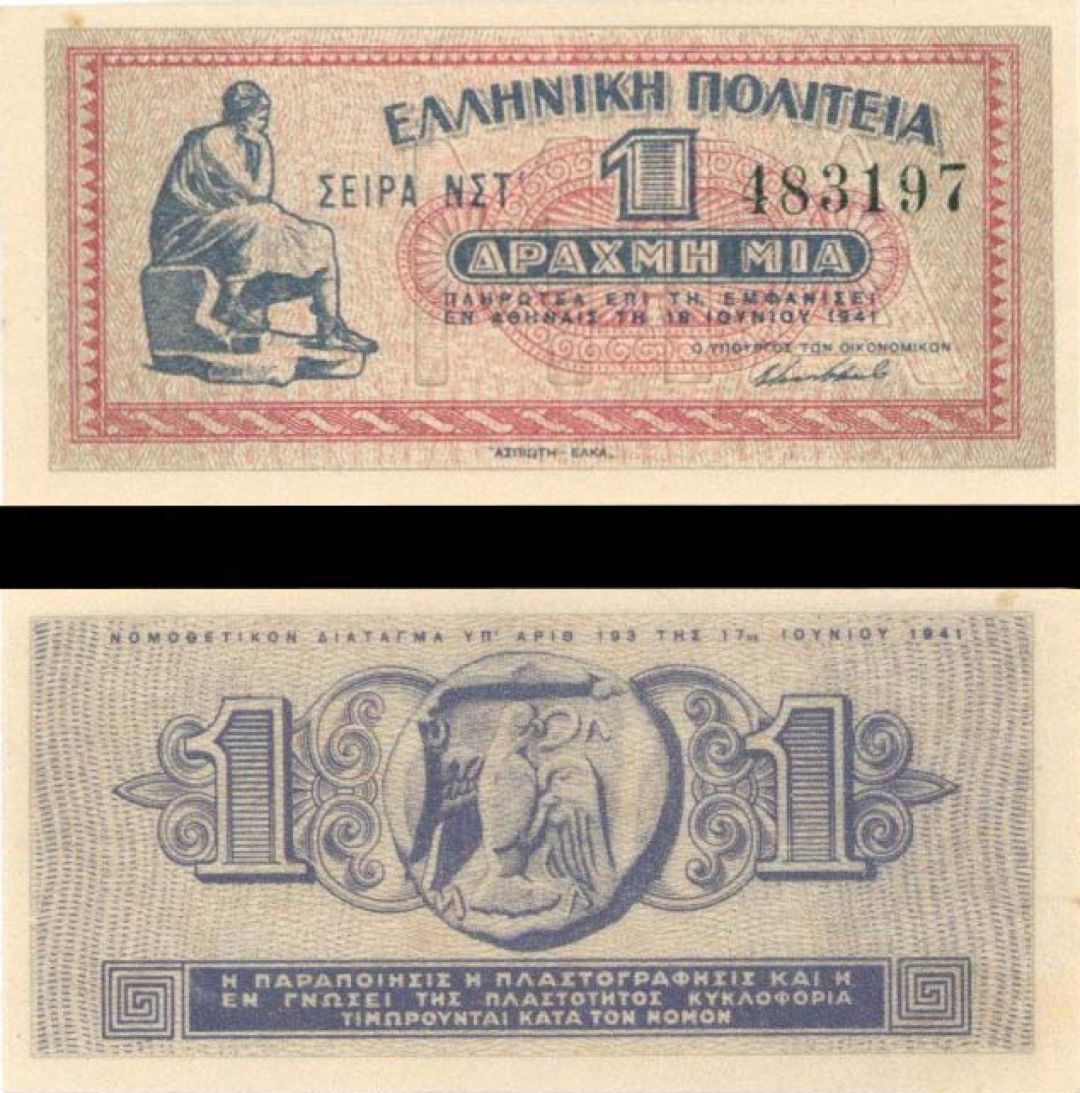 ΕΛΛΗΝΙΚΗ ΠΟΛΙΤΕΙΑ
ΣΕΙΡΑ ΝΣΤ' 1 483197
ΔΡΑΧΜΗ ΜΙΑ
ΠΛΗΡΩΤΕΑ ΕΠΙ ΤΗ ΕΜΦΑΝΙΣΕΙ
ΕΝ ΑΘΗΝΑΙΣ ΤΗ 18 ΙΟΥΝΙΟΥ 1941
Ο ΥΠΟΥΡΓΟΣ ΤΩΝ ΟΙΚΟΝΟΜΙΚΩΝ
"ΑΣΠΙΩΤΗ - ΕΛΚΑ„
ΝΟΜΟΘΕΤΙΚΟΝ ΔΙΑΤΑΓΜΑ ΥΠ' ΑΡΙΘ 193 ΤΗΣ 17ης ΙΟΥΝΙΟΥ 1941
1 1
Η ΠΑΡΑΠΟΙΗΣΙΣ Η ΠΛΑΣΤΟΓΡΑΦΗΣΙΣ ΚΑΙ Η
ΕΝ ΓΝΩΣΕΙ ΤΗΣ ΠΛΑΣΤΟΤΗΤΟΣ ΚΥΚΛΟΦΟΡΙΑ
ΤΙΜΩΡΟΥΝΤΑΙ ΚΑΤΑ ΤΟΝ ΝΟΜΟΝ